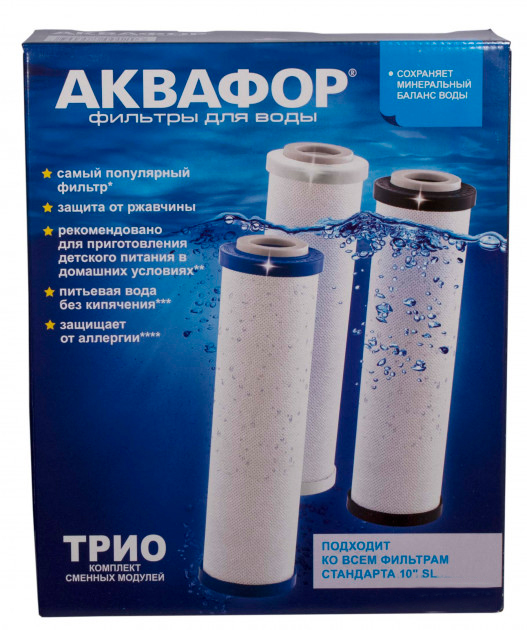 АКВАФОР®
ФИЛЬТРЫ ДЛЯ ВОДЫ
• СОХРАНЯЕТ
МИНЕРАЛЬНЫЙ
БАЛАНС ВОДЫ
самый популярный
фильтр*
защита от ржавчины
рекомендовано
для приготовления
детского питания в
домашних условиях**
питьевая вода
без кипячения***
защищает
от аллергии****
ТРИО
КОМПЛЕКТ
СМЕННЫХ МОДУЛЕЙ
ПОДХОДИТ
КО ВСЕМ ФИЛЬТРАМ
СТАНДАРТА 10" SL